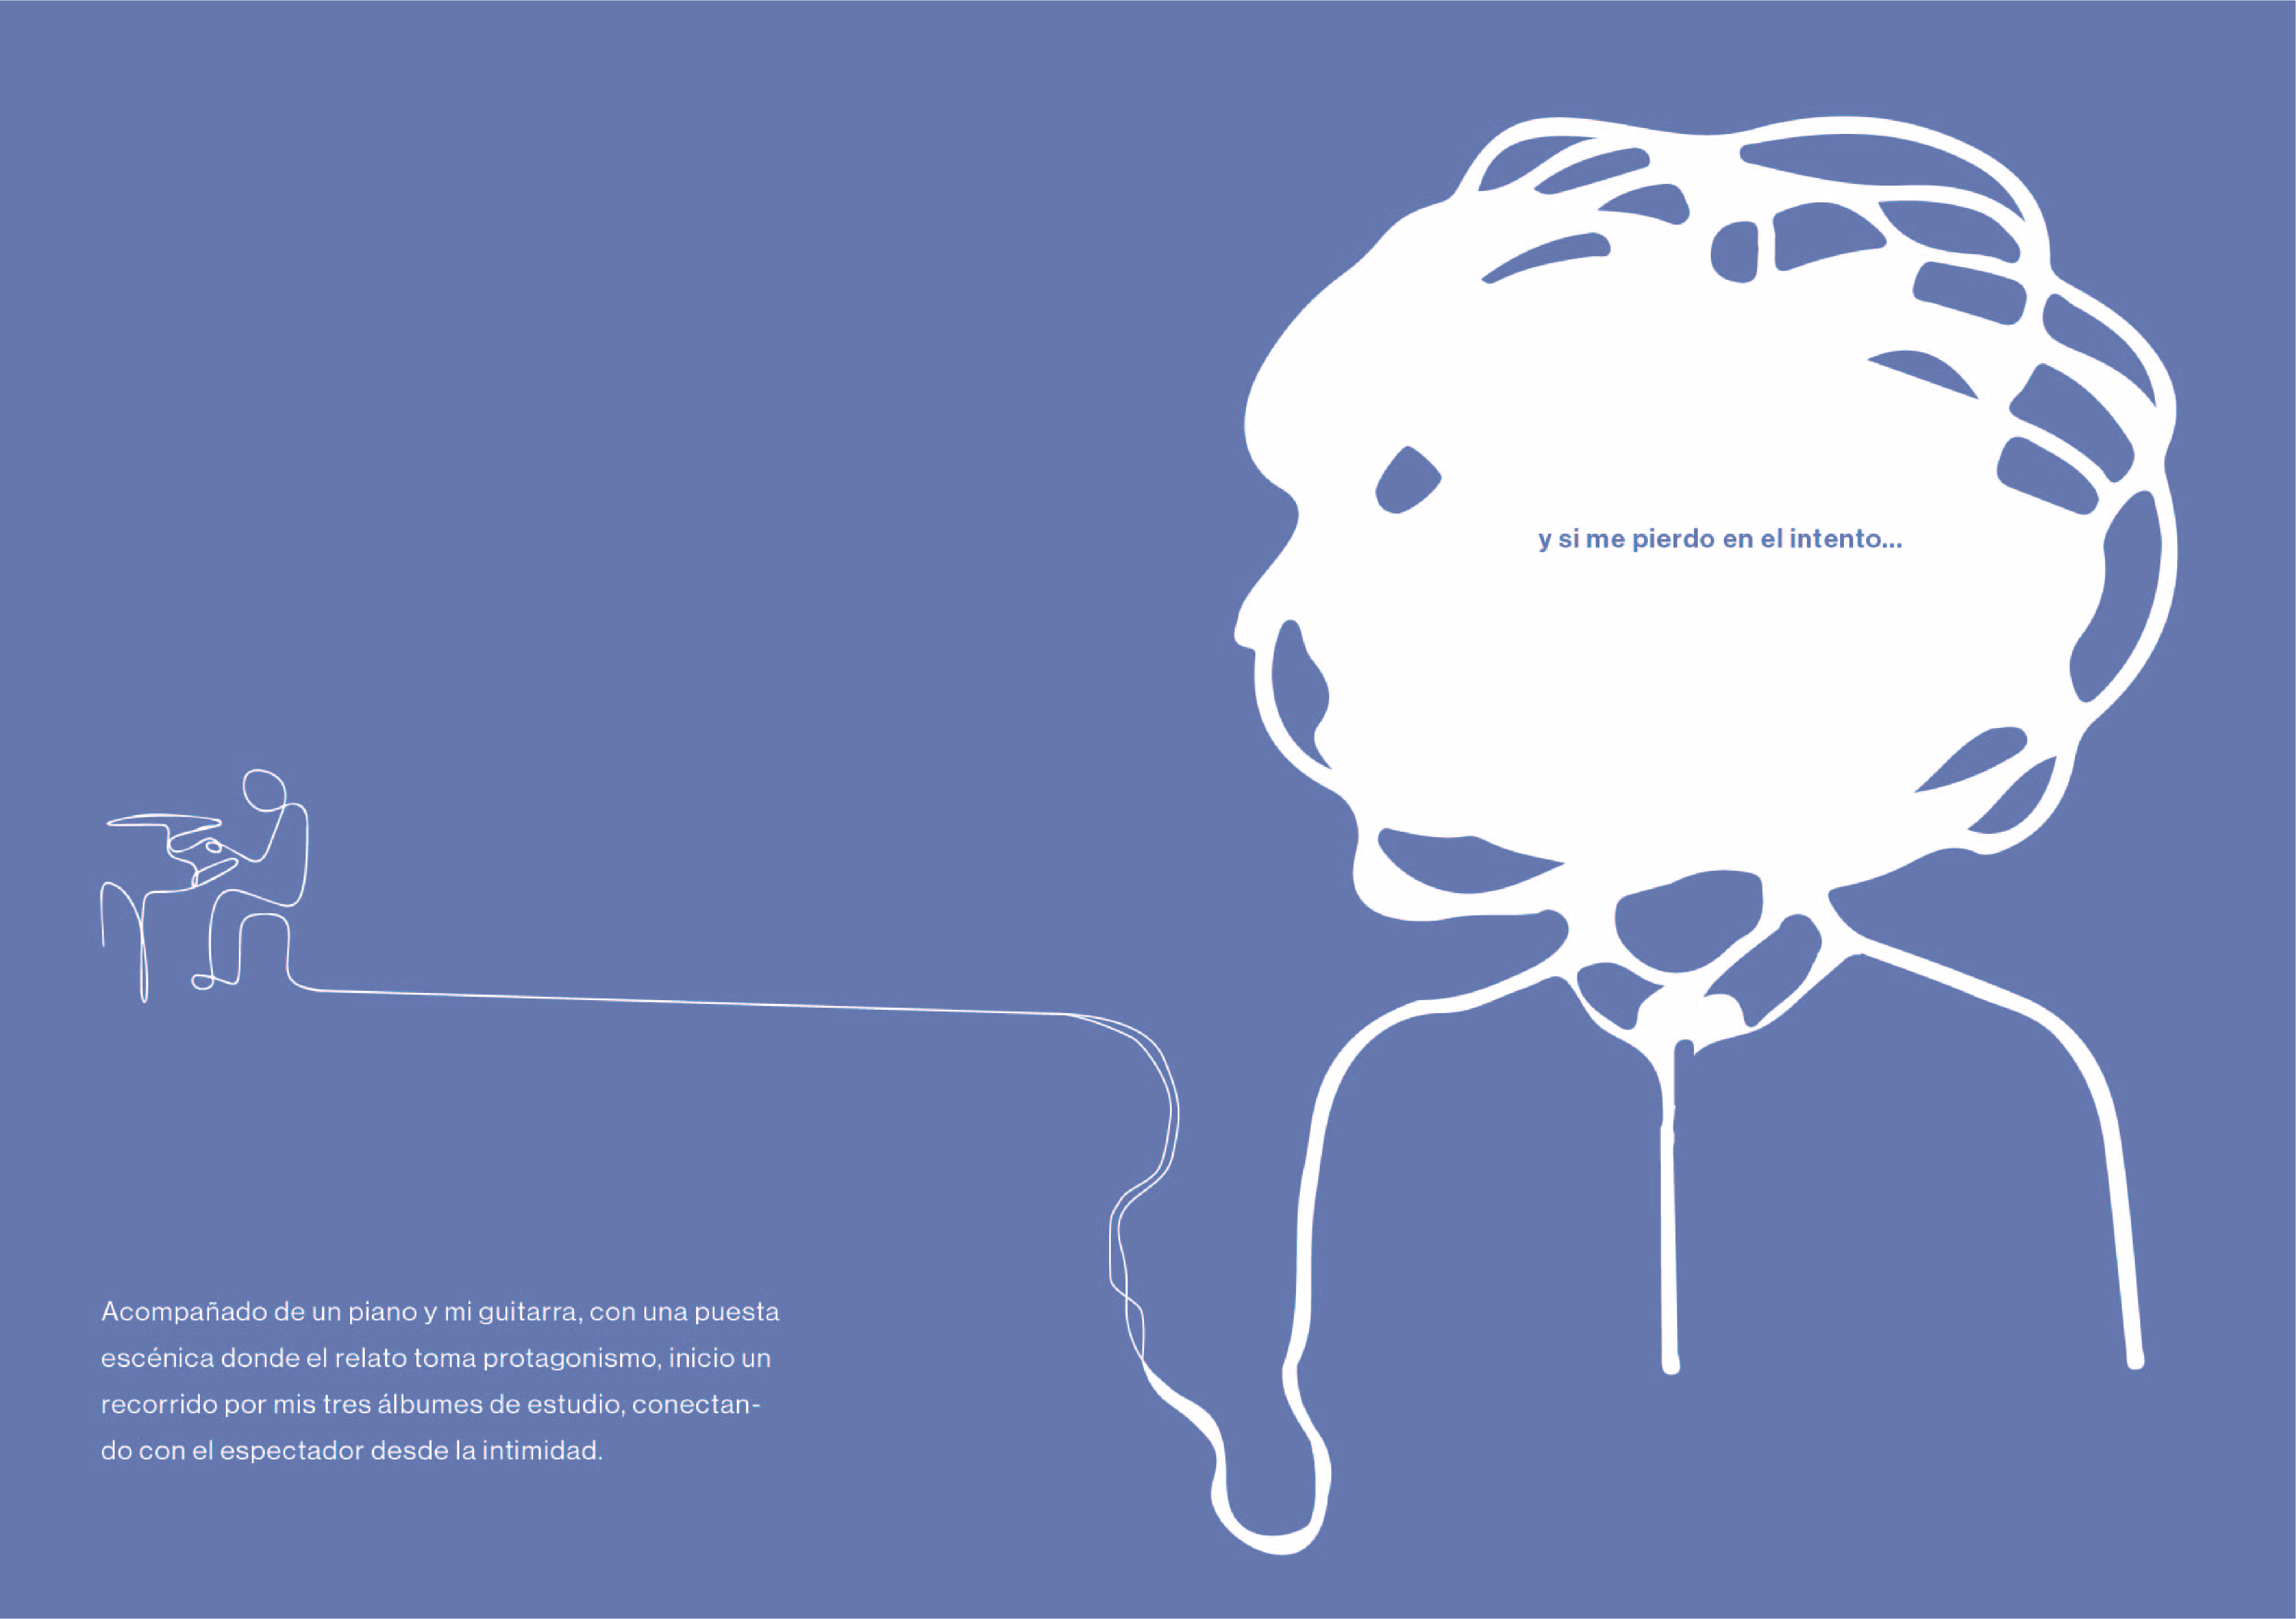 y si me pierdo en el intento...
Acompañado de un piano y mi guitarra, con una puesta
escénica donde el relato toma protagonismo, inicio un
recorrido por mis tres álbumes de estudio, conectan-
do con el espectador desde la intimidad.